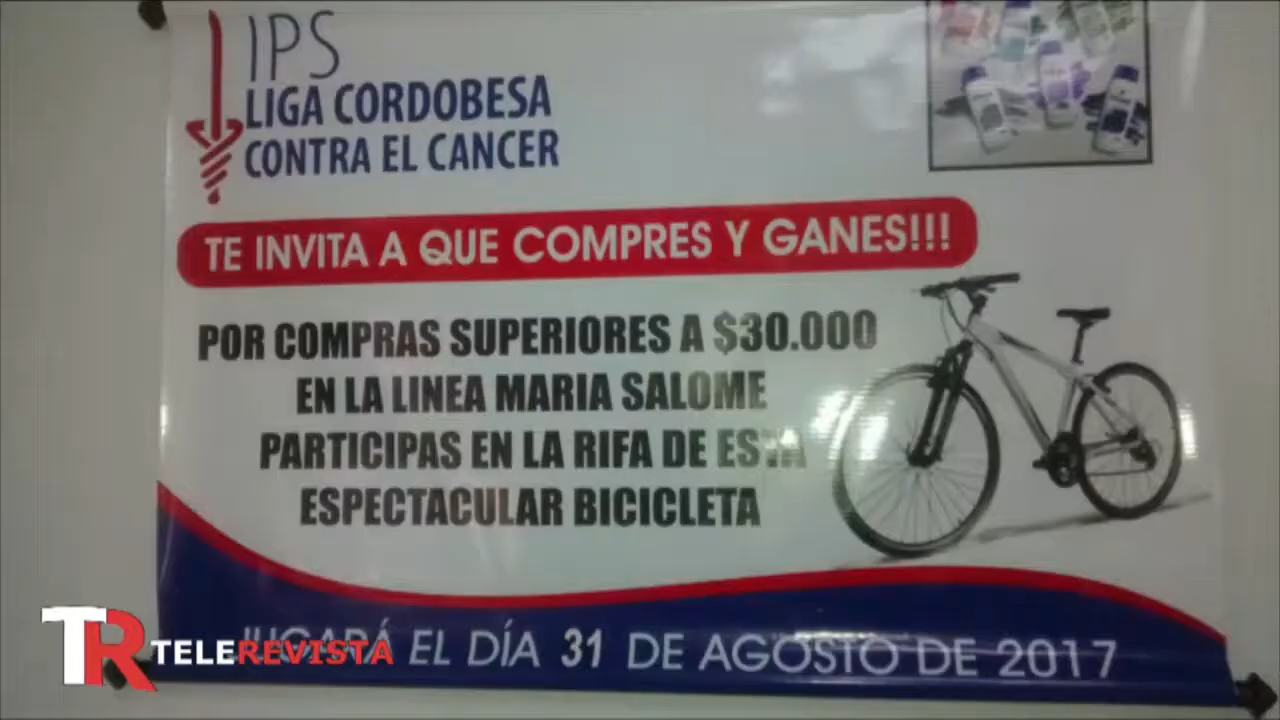 IPS
LIGA CORDOBESA
CONTRA EL CANCER
TE INVITA A QUE COMPRES Y GANES!!!
POR COMPRAS SUPERIORES A $30.000
EN LA LINEA MARIA SALOME
PARTICIPAS EN LA RIFA DE ESTA
ESPECTACULAR BICICLETA
JUGARÁ EL DÍA 31 DE AGOSTO DE 2017
TR TELEREVISTA